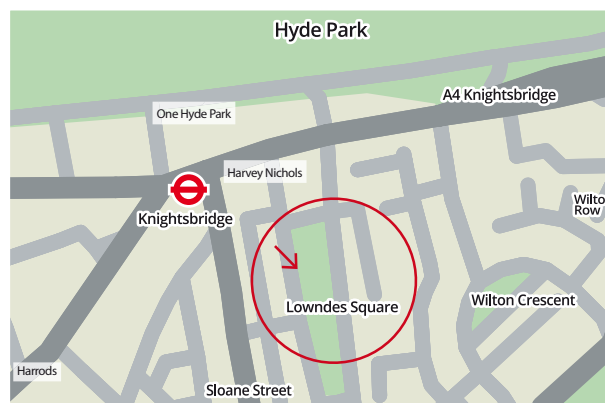 Hyde Park
A4 Knightsbridge
One Hyde Park
Harvey Nichols
Knightsbridge
Wilto
Row
Wilton Crescent
Lowndes Square
Harrods
Sloane Street